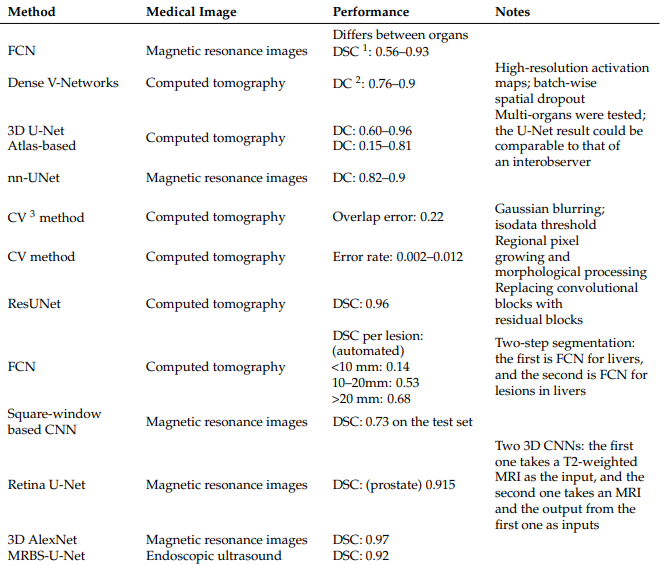 Method Medical Image Performance Notes
Differs between organs
FCN Magnetic resonance images DSC 1: 0.56–0.93
Dense V-Networks Computed tomography DC 2: 0.76–0.9 High-resolution activation
maps; batch-wise
spatial dropout
3D U-Net
Atlas-based Computed tomography DC: 0.60–0.96
DC: 0.15–0.81 Multi-organs were tested;
the U-Net result could be
comparable to that of
an interobserver
nn-UNet Magnetic resonance images DC: 0.82–0.9
CV 3 method Computed tomography Overlap error: 0.22 Gaussian blurring;
isodata threshold
CV method Computed tomography Error rate: 0.002–0.012 Regional pixel
growing and
morphological processing
ResUNet Computed tomography DSC: 0.96 Replacing convolutional
blocks with
residual blocks
FCN Computed tomography DSC per lesion:
(automated)
<10 mm: 0.14
10–20mm: 0.53
>20 mm: 0.68
Two-step segmentation:
the first is FCN for livers,
and the second is FCN for
lesions in livers
Square-window
based CNN Magnetic resonance images DSC: 0.73 on the test set
Retina U-Net Magnetic resonance images DSC: (prostate) 0.915 Two 3D CNNs: the first
one takes a T2-weighted
MRI as the input, and the
second one takes an MRI
and the output from the
first one as inputs
3D AlexNet Magnetic resonance images DSC: 0.97
MRBS-U-Net Endoscopic ultrasound DSC: 0.92